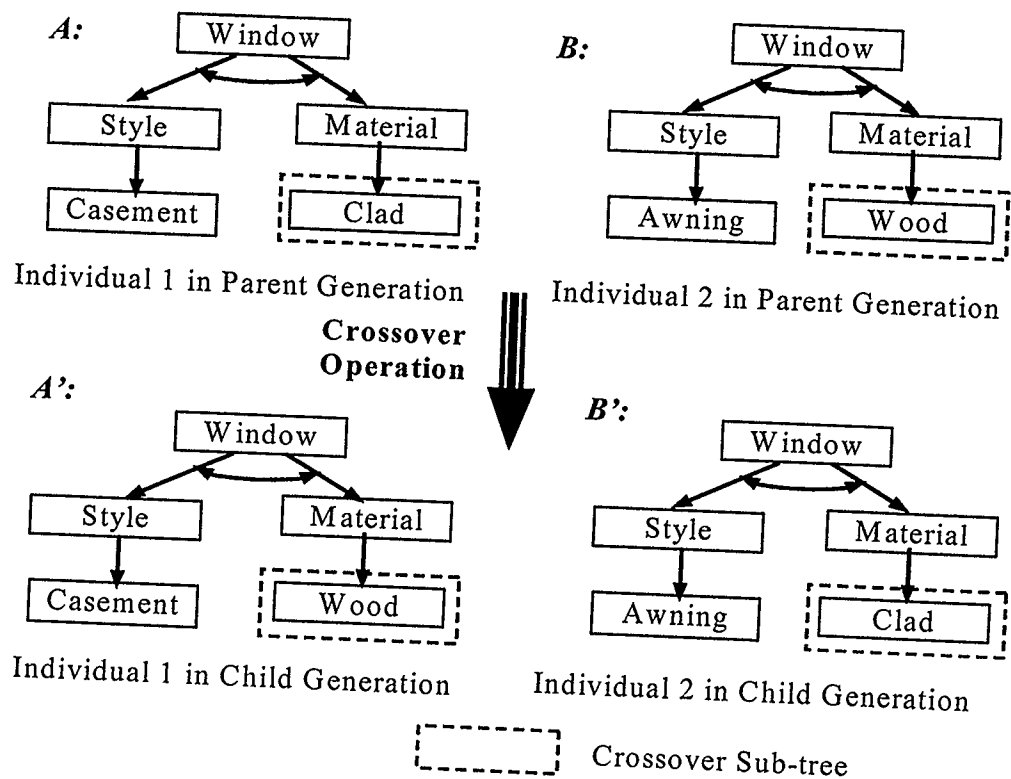 A:
Window
Style
Material
Casement
Clad
Individual 1 in Parent Generation
B:
Window
Style
Material
Awning
Wood
Individual 2 in Parent Generation
Crossover
Operation
A’:
Window
Style
Material
Casement
Wood
Individual 1 in Child Generation
B’:
Window
Style
Material
Awning
Clad
Individual 2 in Child Generation
Crossover Sub-tree